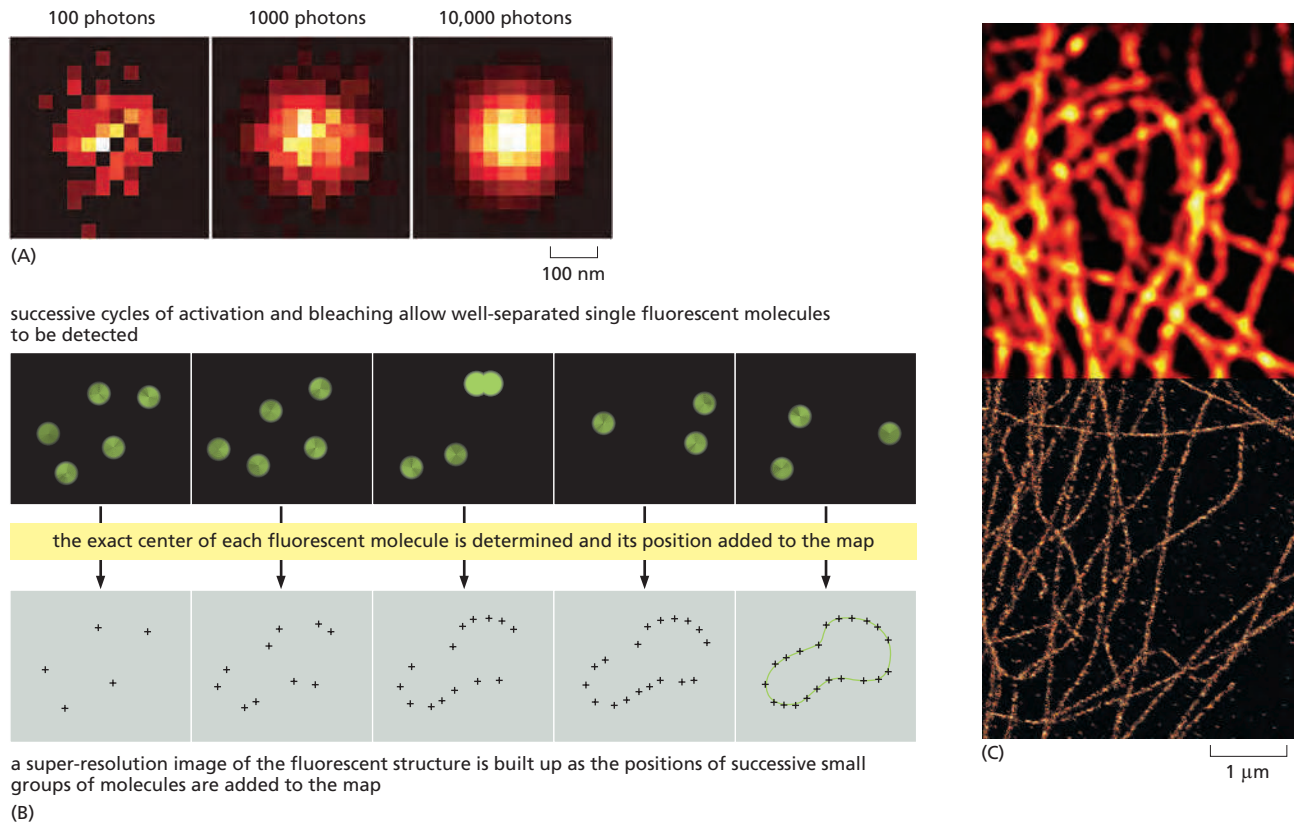 100 photons
1000 photons
10,000 photons
(A)
100 nm
successive cycles of activation and bleaching allow well-separated single fluorescent molecules
to be detected
the exact center of each fluorescent molecule is determined and its position added to the map
a super-resolution image of the fluorescent structure is built up as the positions of successive small
groups of molecules are added to the map
(B)
(C)
1 μm